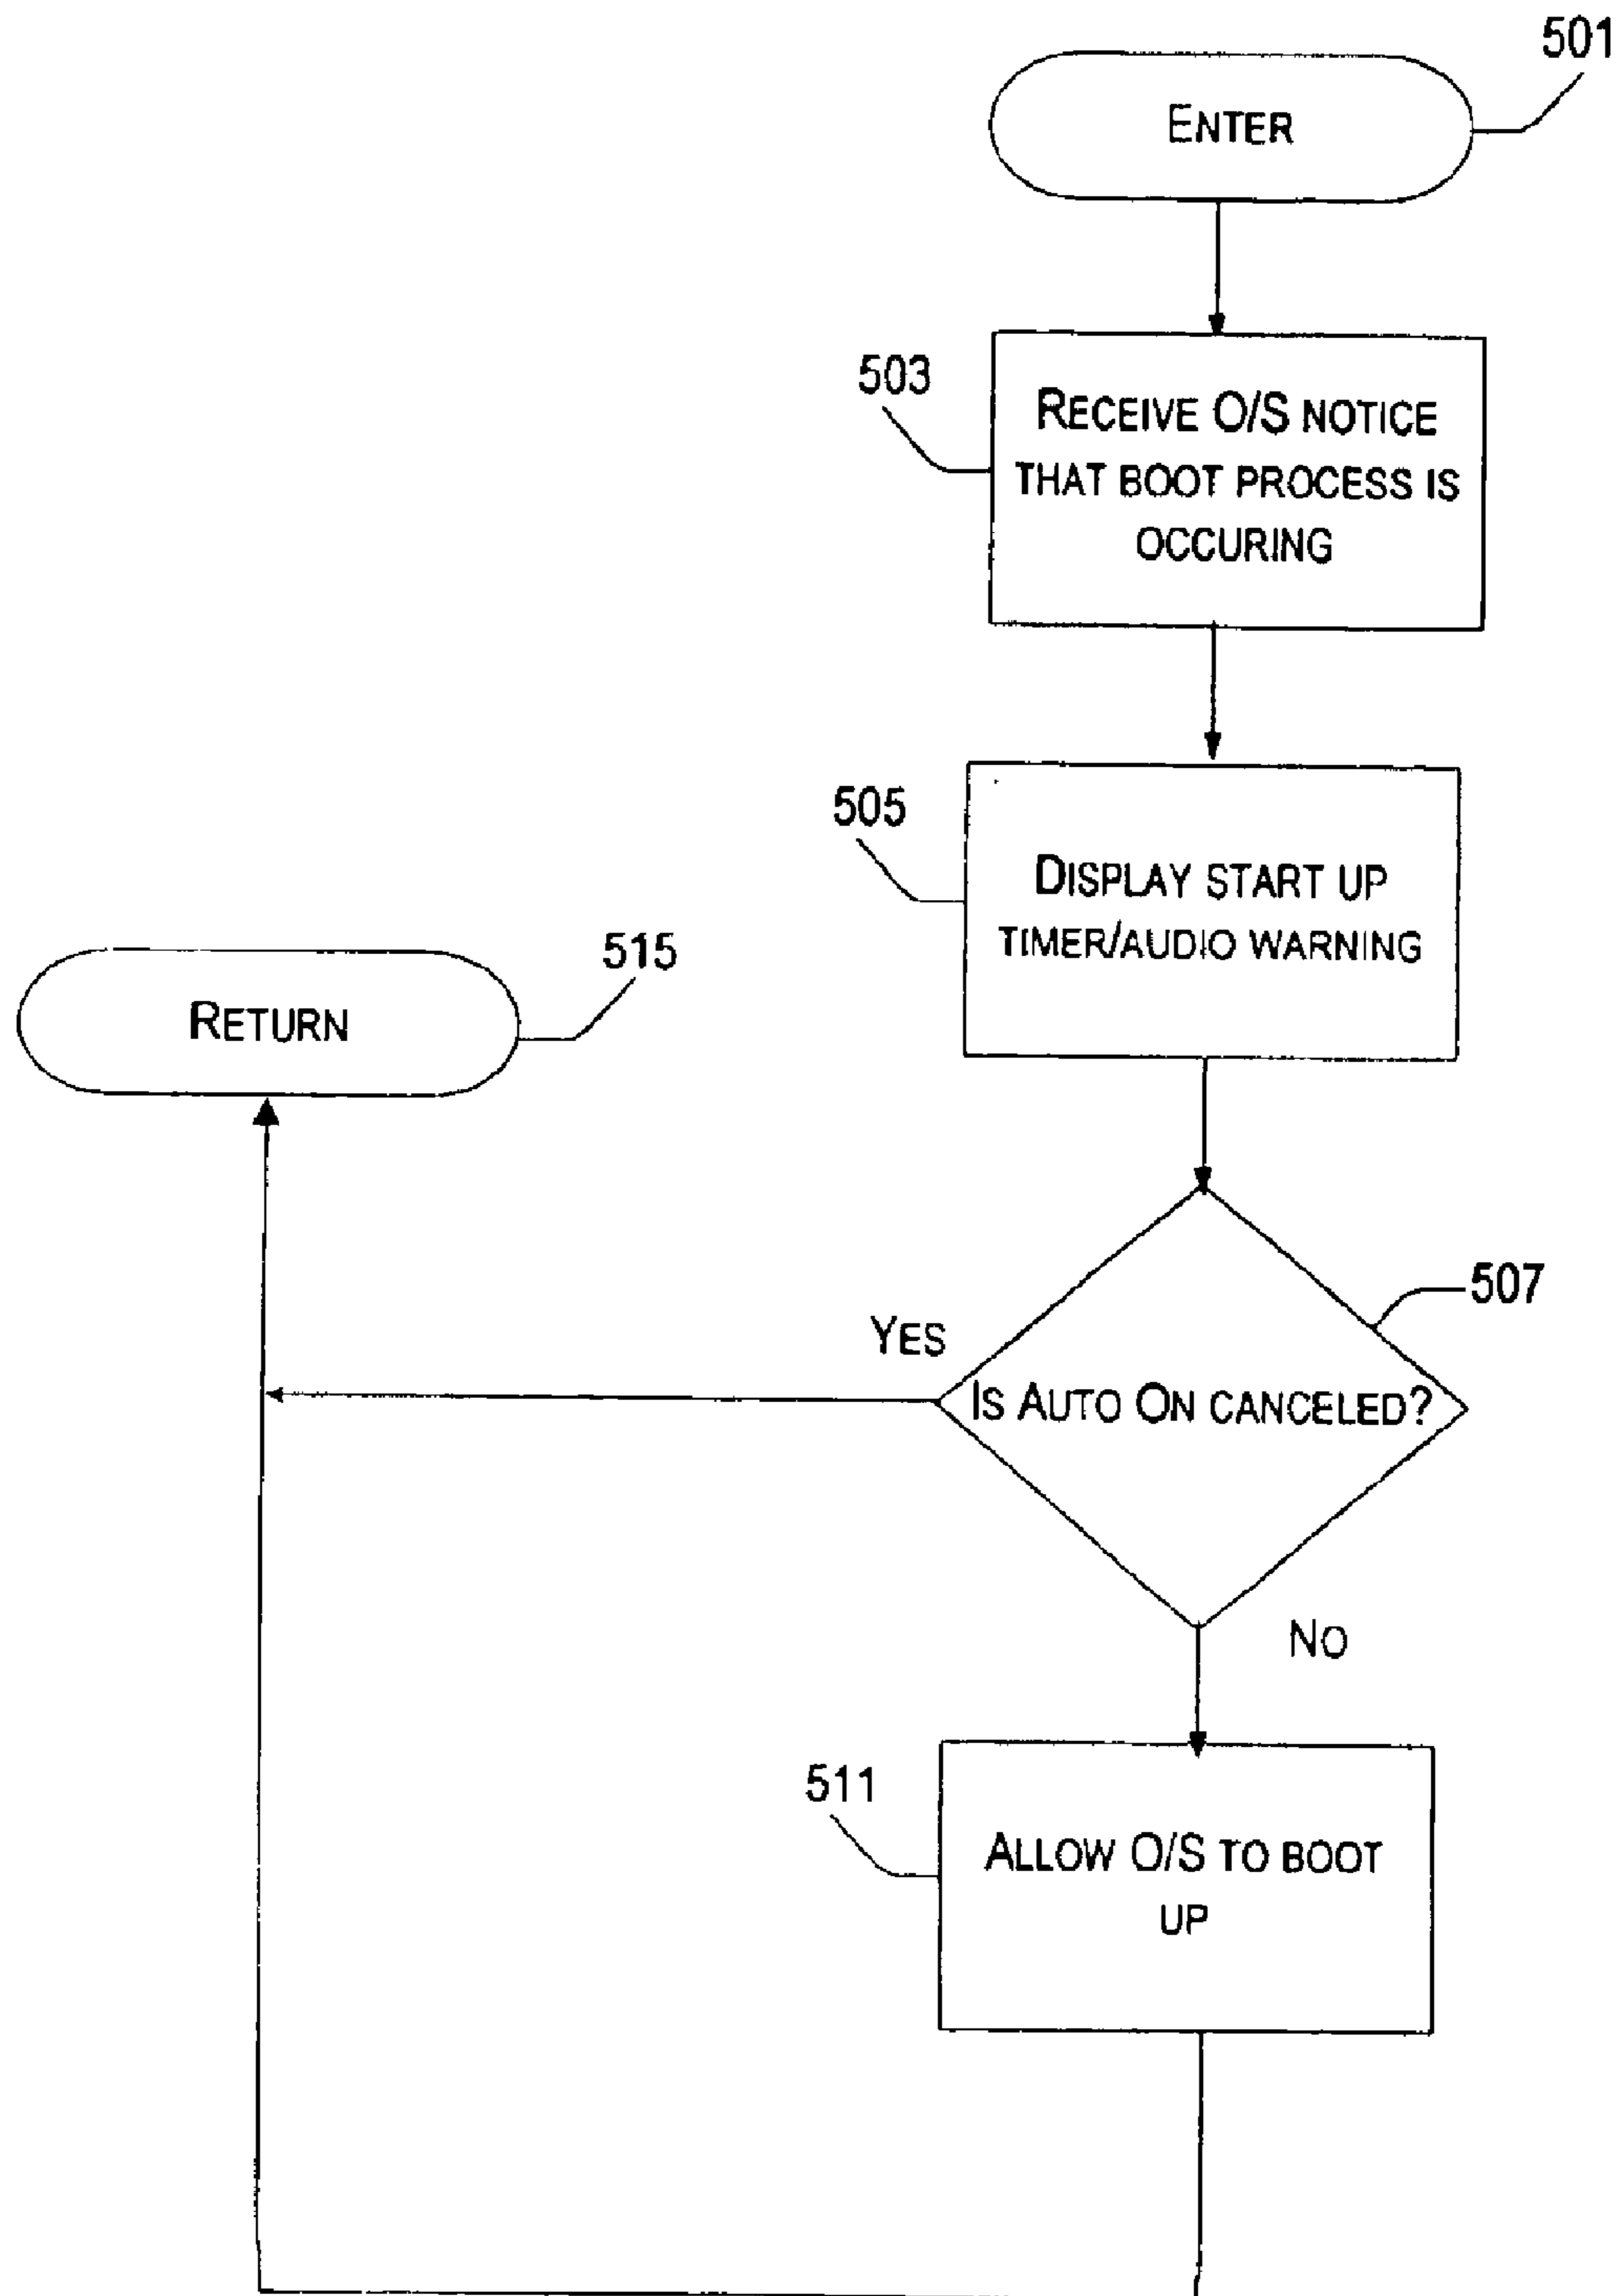 501
ENTER
503
RECEIVE O/S NOTICE
THAT BOOT PROCESS IS
OCCURING
505
DISPLAY START UP
TIMER/AUDIO WARNING
515
RETURN
507
YES
IS AUTO ON CANCELED?
NO
511
ALLOW O/S TO BOOT
UP